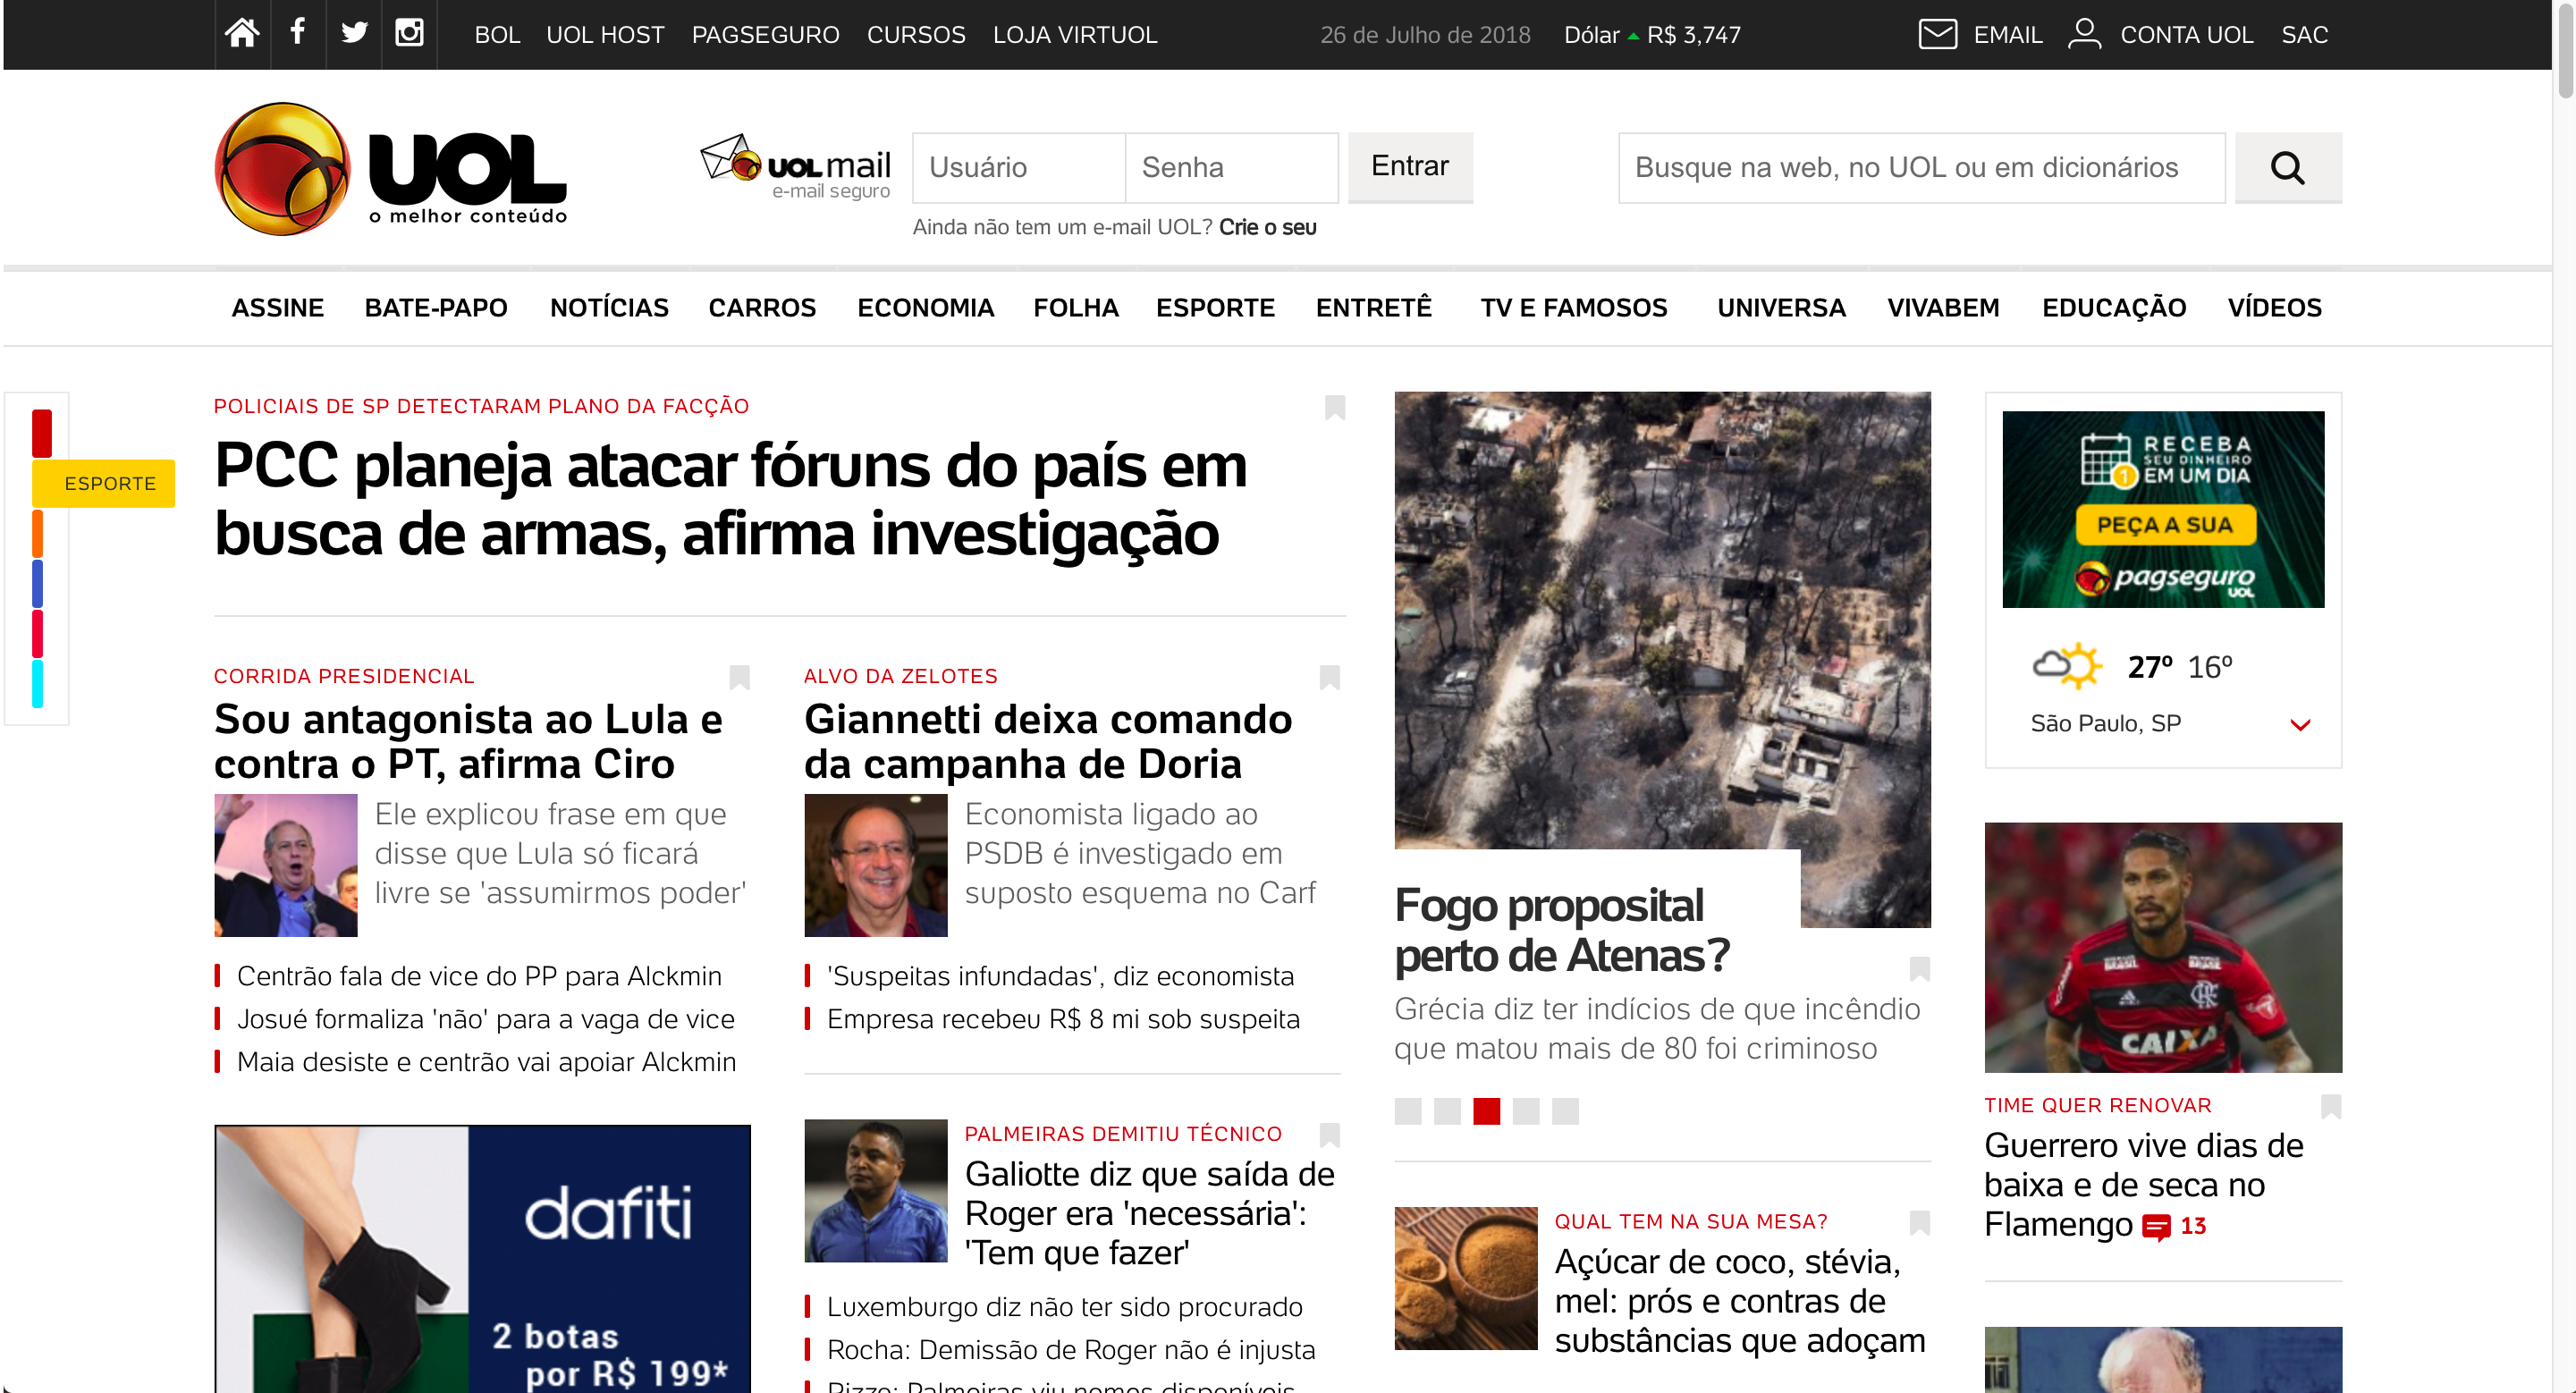 BOL UOL HOST PAGSEGURO CURSOS LOJA VIRTUOL 26 de Julho de 2018 Dólar R$ 3,747 EMAIL CONTA UOL SAC
UOL
o melhor conteúdo
UOL mail
e-mail seguro
Usuário Senha Entrar
Ainda não tem um e-mail UOL? Crie o seu
Busque na web, no UOL ou em dicionários
ASSINE BATE-PAPO NOTÍCIAS CARROS ECONOMIA FOLHA ESPORTE ENTRETÊ TV E FAMOSOS UNIVERSA VIVABEM EDUCAÇÃO VÍDEOS
ESPORTE
POLICIAIS DE SP DETECTARAM PLANO DA FACÇÃO
PCC planeja atacar fóruns do país em
busca de armas, afirma investigação
CORRIDA PRESIDENCIAL
Sou antagonista ao Lula e
contra o PT, afirma Ciro
Ele explicou frase em que
disse que Lula só ficará
livre se 'assumirmos poder'
Centrão fala de vice do PP para Alckmin
Josué formaliza 'não' para a vaga de vice
Maia desiste e centrão vai apoiar Alckmin
dafiti
2 botas
por R$ 199*
ALVO DA ZELOTES
Giannetti deixa comando
da campanha de Doria
Economista ligado ao
PSDB é investigado em
suposto esquema no Carf
'Suspeitas infundadas', diz economista
Empresa recebeu R$ 8 mi sob suspeita
PALMEIRAS DEMITIU TÉCNICO
Galiotte diz que saída de
Roger era 'necessária':
'Tem que fazer'
Luxemburgo diz não ter sido procurado
Rocha: Demissão de Roger não é injusta
Rizzo: Palmeiras viu nomes disponíveis
Fogo proposital
perto de Atenas?
Grécia diz ter indícios de que incêndio
que matou mais de 80 foi criminoso
QUAL TEM NA SUA MESA?
Açúcar de coco, stévia,
mel: prós e contras de
substâncias que adoçam
RECEBA
SEU DINHEIRO
EM UM DIA
1
PEÇA A SUA
pagseguro
UOL
27º 16º
São Paulo, SP
CAIXA
TIME QUER RENOVAR
Guerrero vive dias de
baixa e de seca no
Flamengo 13